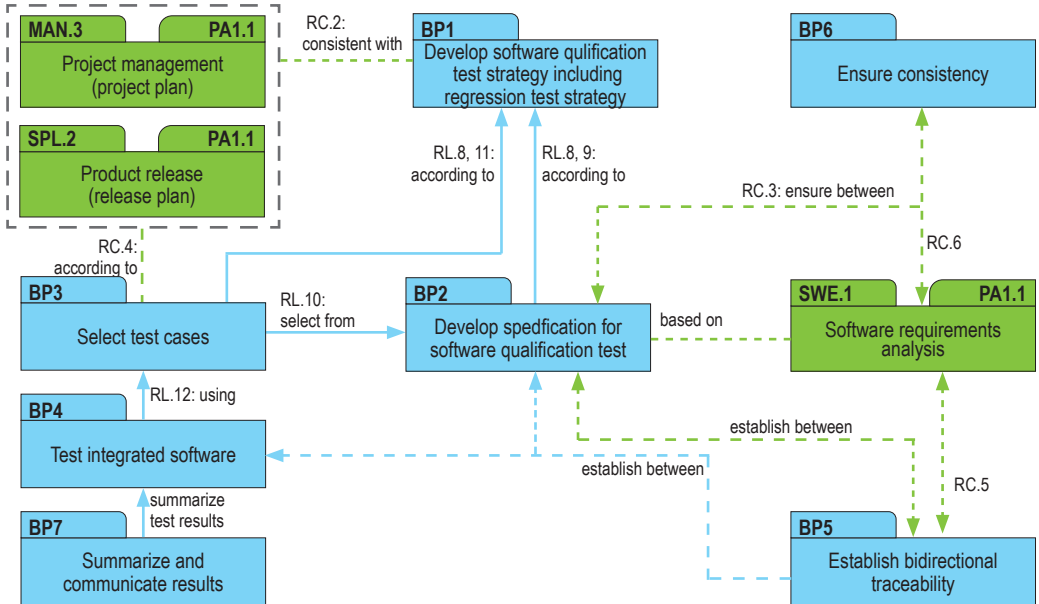 MAN.3
PA1.1
Project management
(project plan)
SPL.2
PA1.1
Product release
(release plan)
RC.2:
consistent with
BP1
Develop software qulification
test strategy including
regression test strategy
BP6
Ensure consistency
RL.8, 11:
according to
RL.8, 9:
according to
RC.3: ensure between
RC.6
RC.4:
according to
BP3
Select test cases
RL.10:
select from
BP2
Develop spedfication for
software qualification test
based on
SWE.1
PA1.1
Software requirements
analysis
RL.12: using
BP4
Test integrated software
establish between
establish between
RC.5
summarize
test results
BP7
Summarize and
communicate results
BP5
Establish bidirectional
traceability